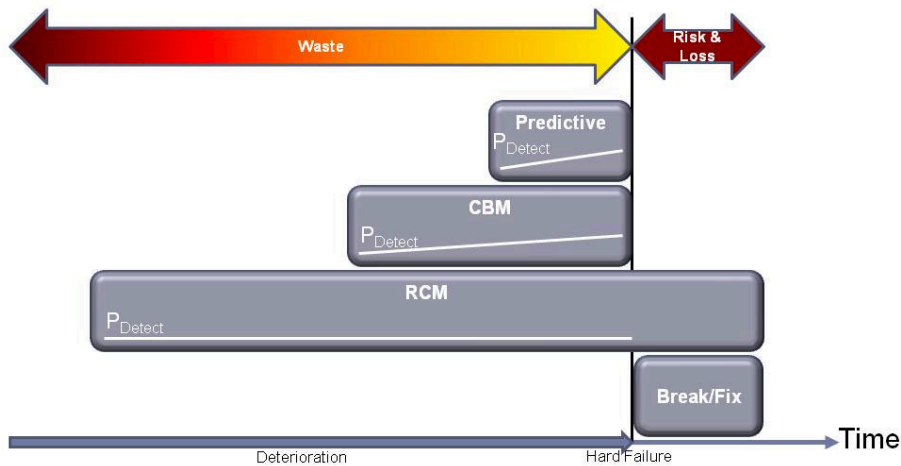 Waste
Risk &
Loss
Predictive
PDetect
CBM
PDetect
RCM
PDetect
Break/Fix
Time
Deterioration
Hard Failure